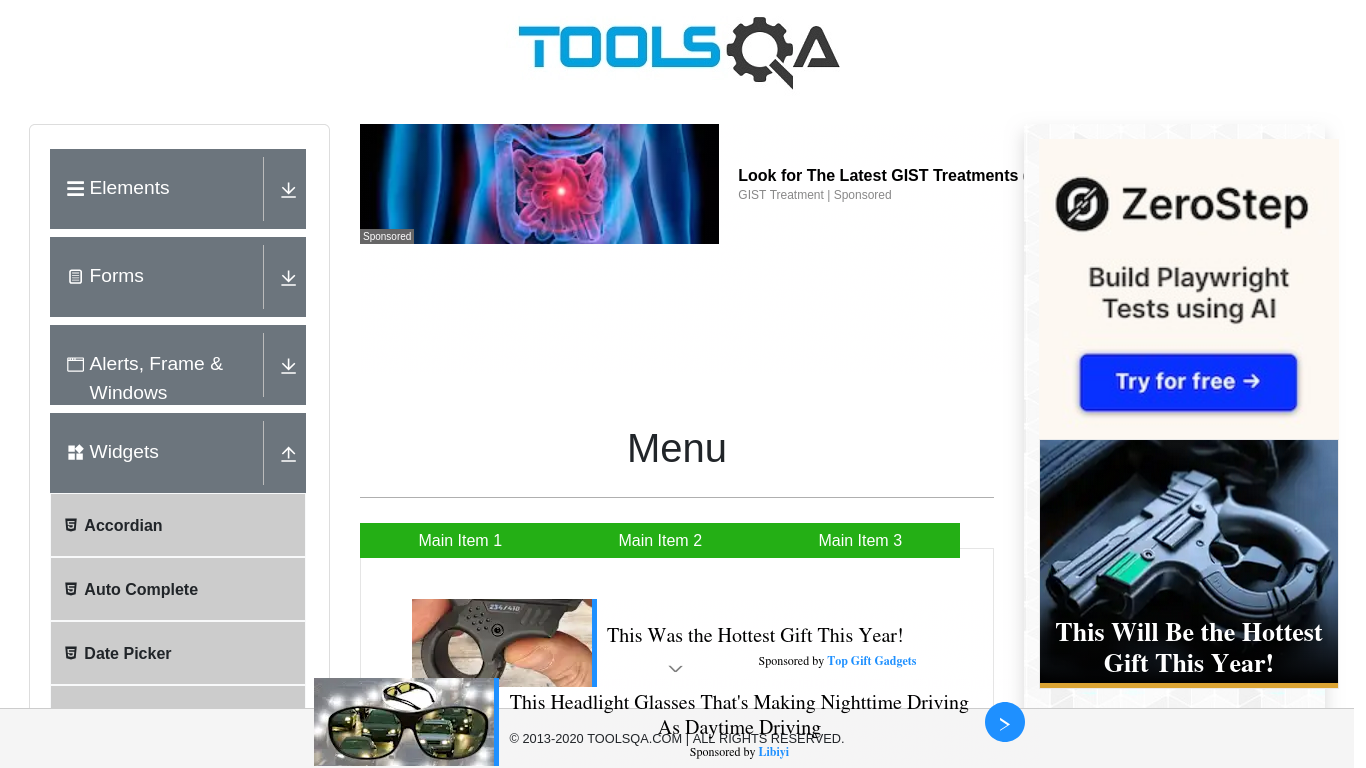 TOOLSQA
Elements
Forms
Alerts, Frame &
Windows
Widgets
Accordian
Auto Complete
Date Picker
Sponsored
Look for The Latest GIST Treatments
GIST Treatment | Sponsored
Menu
Main Item 1
Main Item 2
Main Item 3
234/410
This Was the Hottest Gift This Year!
Sponsored by Top Gift Gadgets
This Headlight Glasses That's Making Nighttime Driving
As Daytime Driving
© 2013-2020 TOOLSQA.COM | ALL RIGHTS RESERVED.
Sponsored by Libiyi
ZeroStep
Build Playwright
Tests using AI
Try for free →
This Will Be the Hottest
Gift This Year!